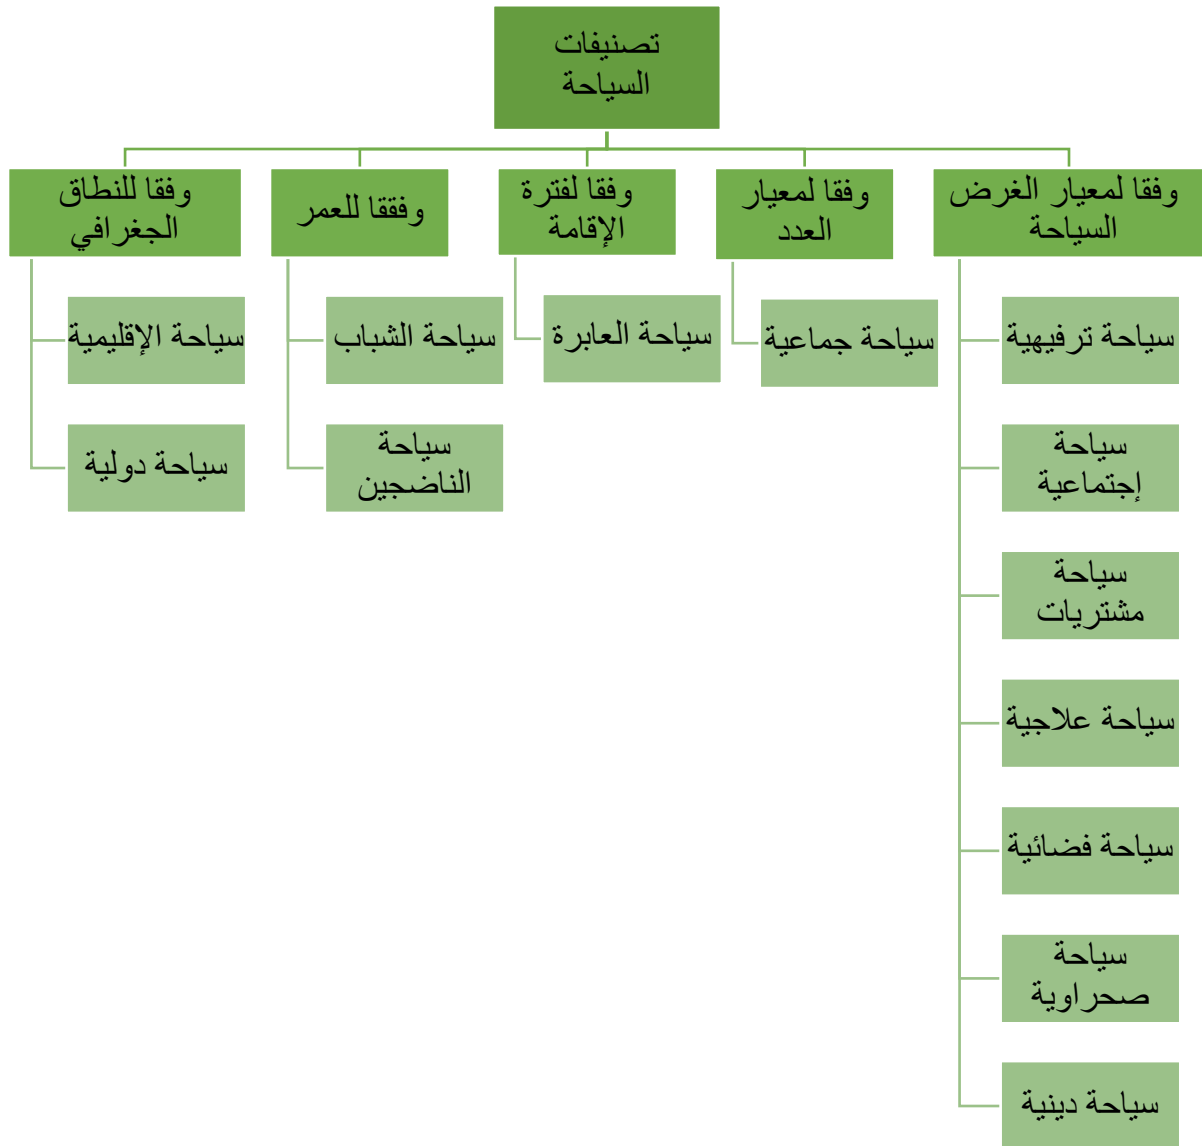 تصنيفات
السياحة
وفقا لمعيار الغرض
السياحة
سياحة ترفيهية
سياحة
إجتماعية
سياحة
مشتريات
سياحة علاجية
سياحة فضائية
سياحة
صحراوية
سياحة دينية
وفقا لمعيار
العدد
سياحة جماعية
وفقا لفترة
الإقامة
سياحة العابرة
وفققا للعمر
سياحة الشباب
سياحة
الناضجين
وفقا للنطاق
الجغرافي
سياحة الإقليمية
سياحة دولية